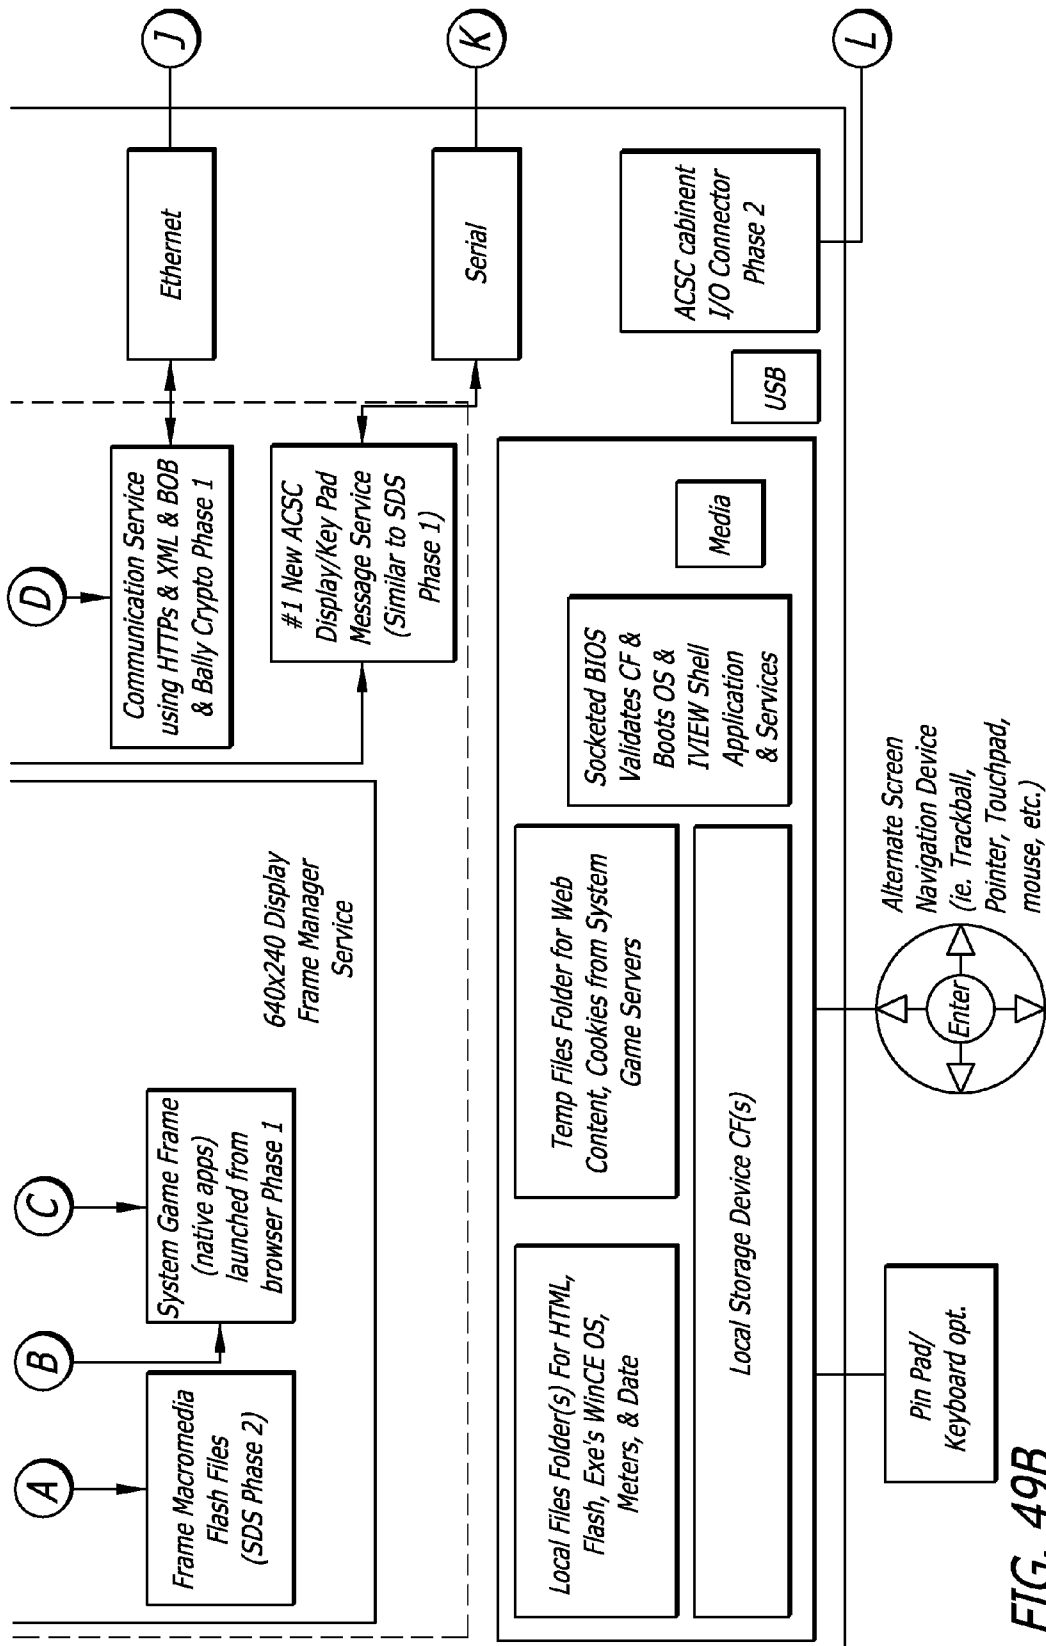 A
B
C
D
Frame Macromedia
Flash Files
(SDS Phase 2)
System Game Frame
(native apps)
launched from
browser Phase 1
640x240 Display
Frame Manager
Service
Communication Service
using HTTPs & XML & BOB
& Bally Crypto Phase 1
Ethernet
J
#1 New ACSC
Display/Key Pad
Message Service
(Similar to SDS
Phase 1)
Serial
K
Local Files Folder(s) For HTML,
Flash, Exe's WinCE OS,
Meters, & Date
Temp Files Folder for Web
Content, Cookies from System
Game Servers
Socketed BIOS
Validates CF &
Boots OS &
IVIEW Shell
Application
& Services
Media
Local Storage Device CF(s)
USB
ACSC cabinent
I/O Connector
Phase 2
L
Pin Pad/
Keyboard opt.
Enter
Alternate Screen
Navigation Device
(ie. Trackball,
Pointer, Touchpad,
mouse, etc.)
FIG. 49B